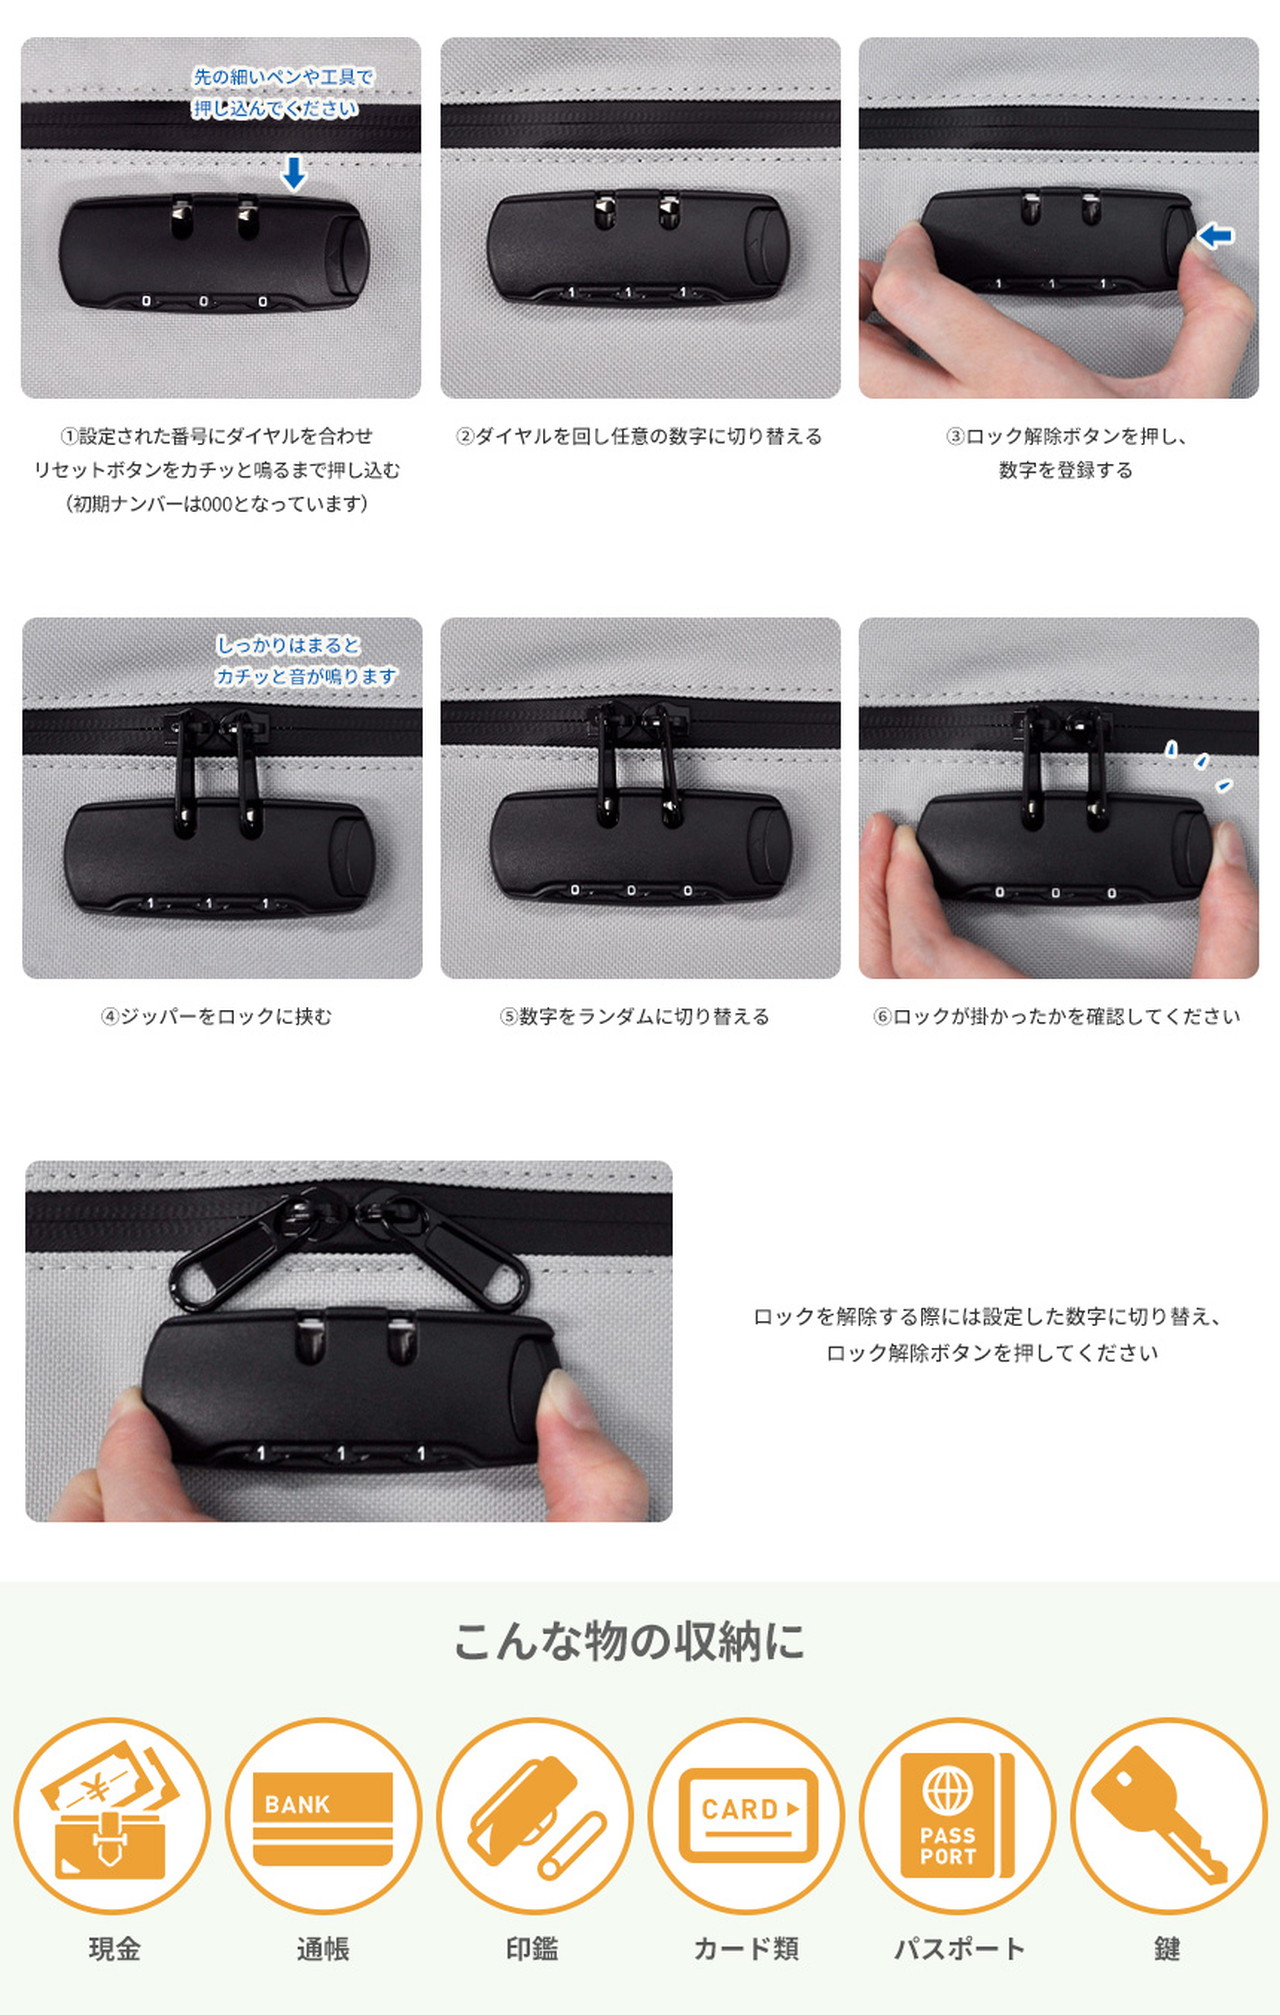 先の細いペンや工具で
押し込んでください
0 0 0
1 1 1
1 1 1
①設定された番号にダイヤルを合わせ
リセットボタンをカチッと鳴るまで押し込む
（初期ナンバーは000となっています）
②ダイヤルを回し任意の数字に切り替える
③ロック解除ボタンを押し、
数字を登録する
しっかりはまると
カチッと音が鳴ります
1 1 1
0 0 0
0 0 0
④ジッパーをロックに挟む
⑤数字をランダムに切り替える
⑥ロックが掛かったかを確認してください
1 1 1
ロックを解除する際には設定した数字に切り替え、
ロック解除ボタンを押してください
こんな物の収納に
¥
BANK
CARD
PASS
PORT
現金
通帳
印鑑
カード類
パスポート
鍵